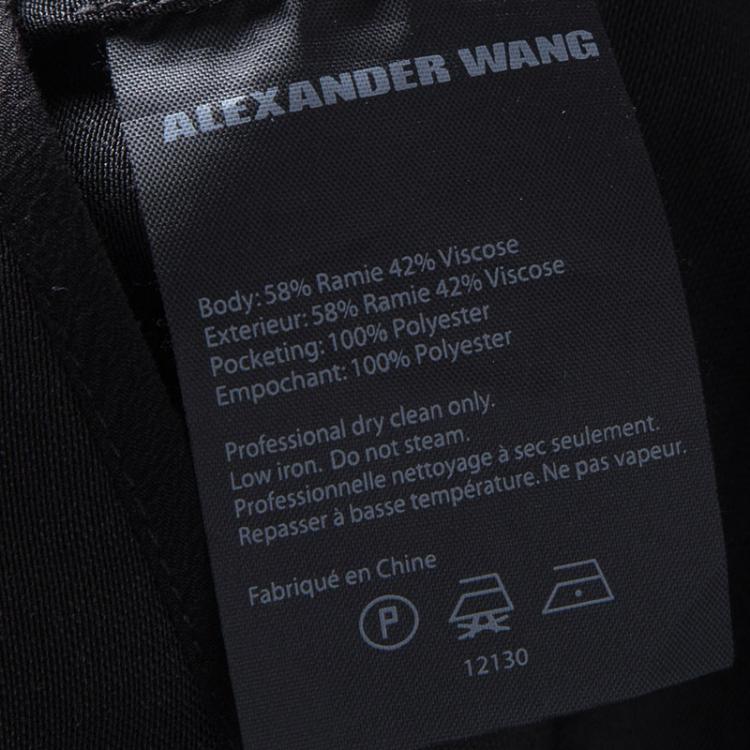 ALEXANDER WANG
Body: 58% Ramie 42% Viscose
Exterieur: 58% Ramie 42% Viscose
Pocketing: 100% Polyester
Empochant: 100% Polyester
Professional dry clean only.
Low iron. Do not steam.
Professionnelle nettoyage à sec seulement.
Repasser à basse température. Ne pas vapeur.
Fabriqué en Chine
P
12130